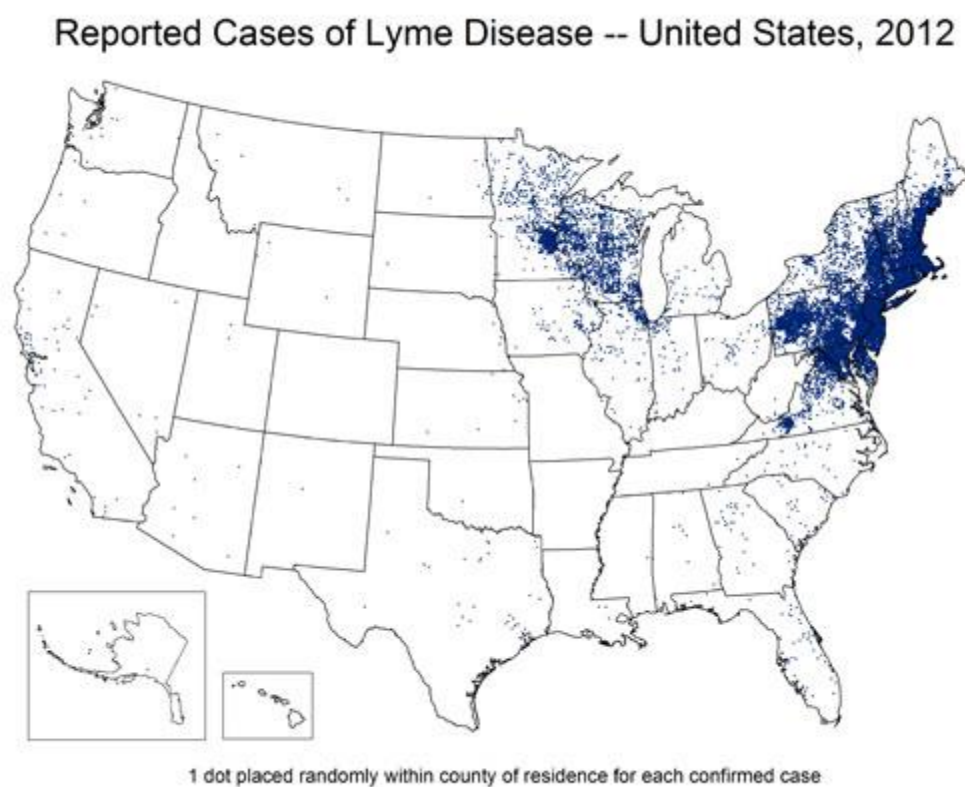 Reported Cases of Lyme Disease -- United States, 2012
1 dot placed randomly within county of residence for each confirmed case